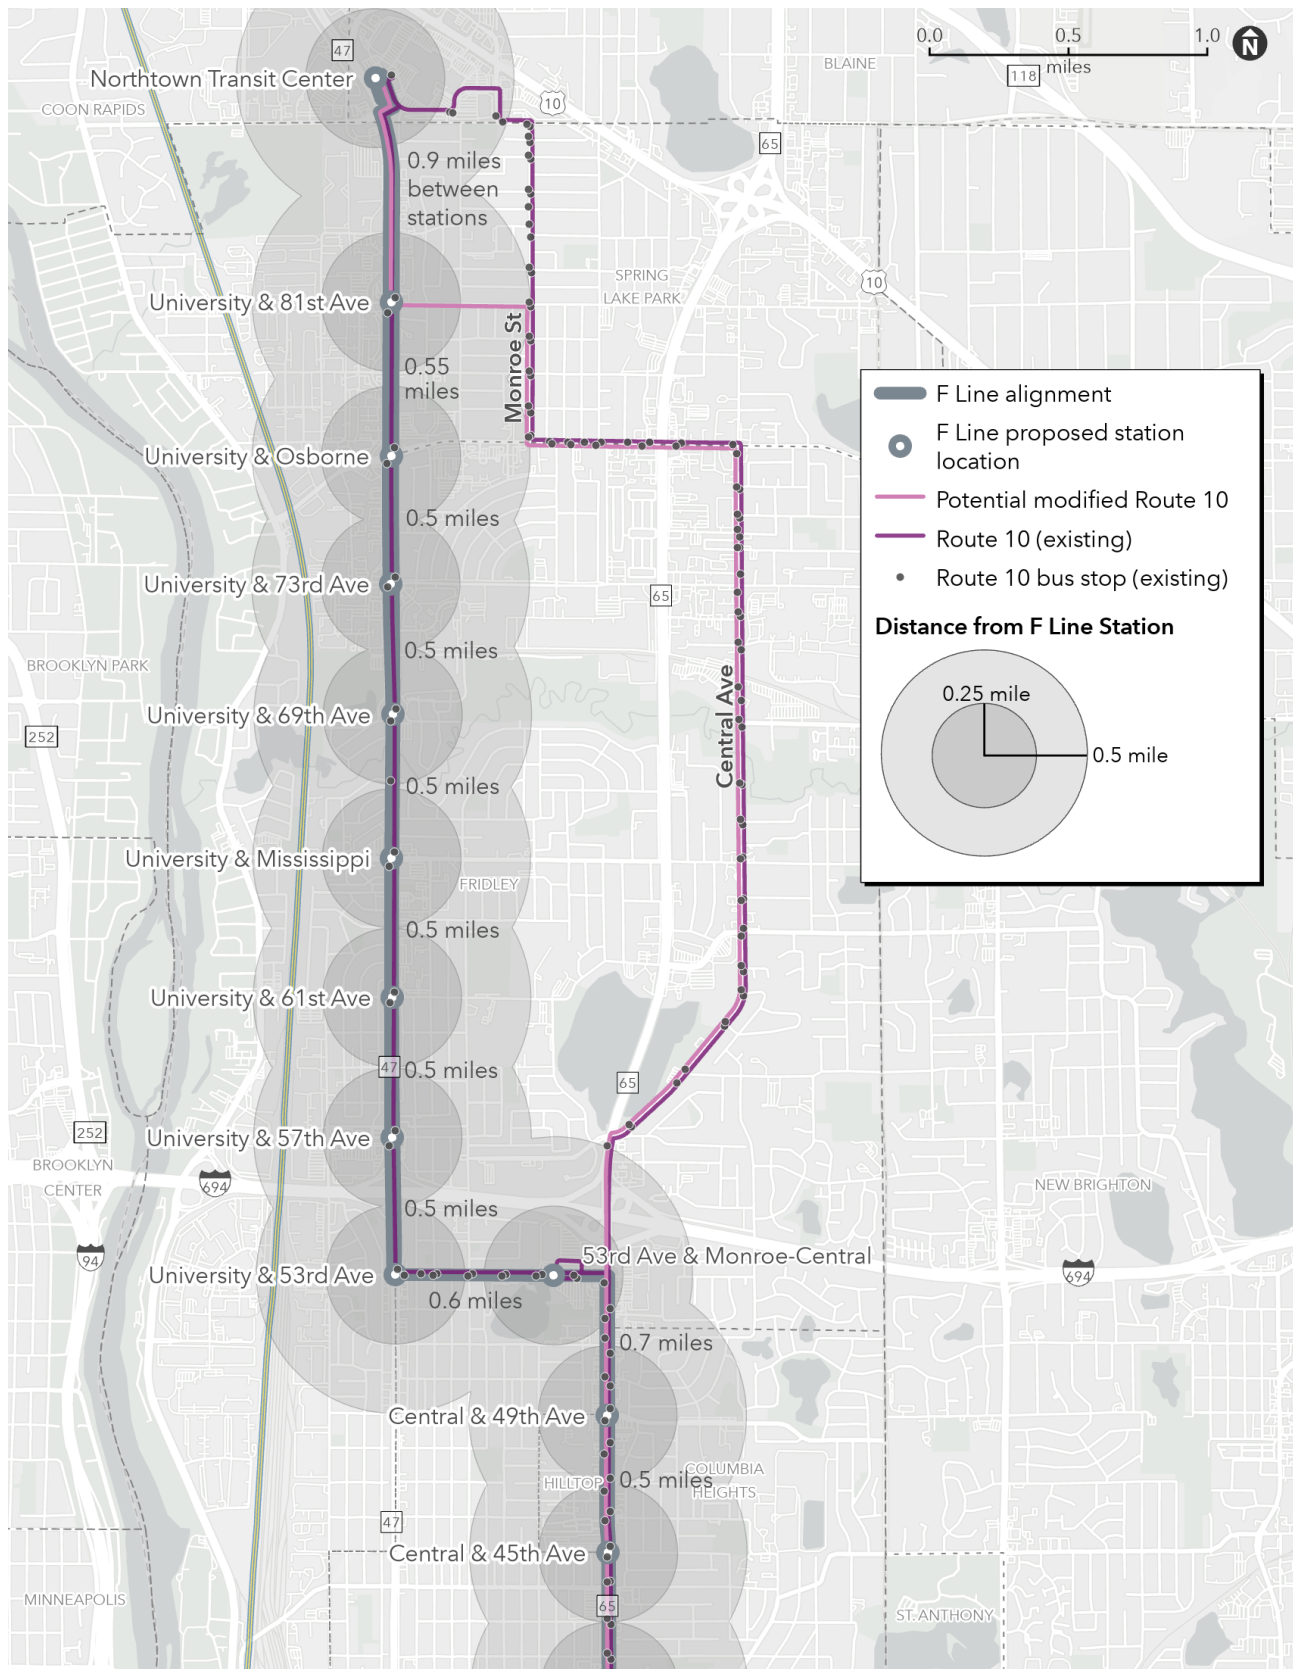 0.0 0.5 1.0
miles
N
47
Northtown Transit Center
COON RAPIDS
BLAINE
118
10
65
0.9 miles
between
stations
SPRING
LAKE PARK
10
University & 81st Ave
Monroe St
0.55
miles
University & Osborne
0.5 miles
University & 73rd Ave
65
0.5 miles
BROOKLYN PARK
Central Ave
University & 69th Ave
252
0.5 miles
University & Mississippi
FRIDLEY
0.5 miles
University & 61st Ave
47
0.5 miles
65
252
University & 57th Ave
BROOKLYN
CENTER
694
NEW BRIGHTON
0.5 miles
94
53rd Ave & Monroe-Central
University & 53rd Ave
694
0.6 miles
0.7 miles
Central & 49th Ave
HILLTOP
0.5 miles
COLUMBIA
HEIGHTS
47
Central & 45th Ave
65
MINNEAPOLIS
ST. ANTHONY
F Line alignment
F Line proposed station
location
Potential modified Route 10
Route 10 (existing)
Route 10 bus stop (existing)
Distance from F Line Station
0.25 mile
0.5 mile